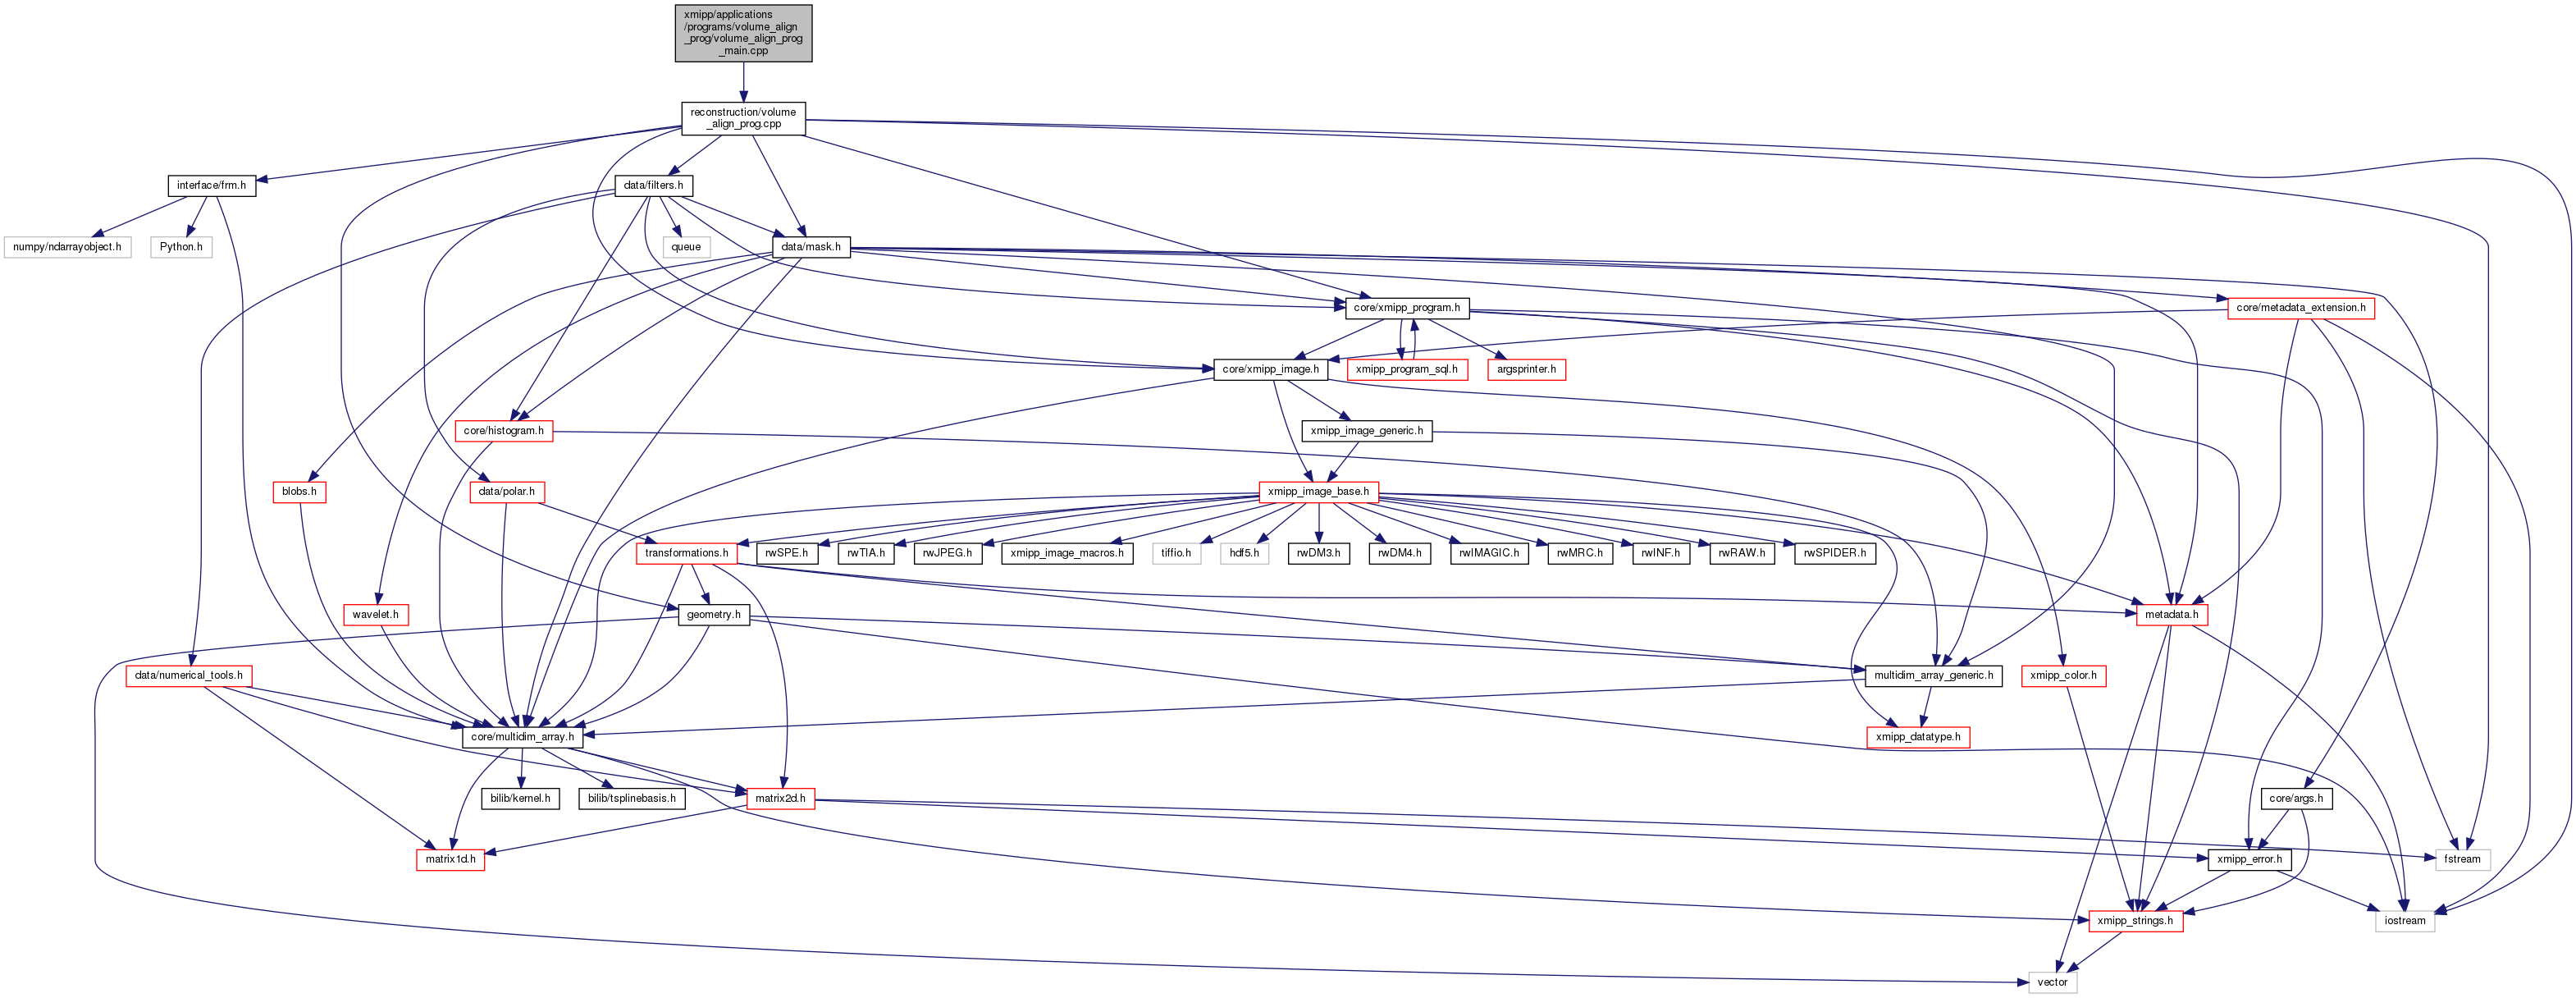 xmipp/applications
/programs/volume_align
_prog/volume_align_prog
_main.cpp
reconstruction/volume
_align_prog.cpp
interface/frm.h
data/filters.h
numpy/ndarrayobject.h
Python.h
queue
data/mask.h
core/xmipp_program.h
core/metadata_extension.h
core/xmipp_image.h
xmipp_program_sql.h
argsprinter.h
core/histogram.h
xmipp_image_generic.h
blobs.h
data/polar.h
xmipp_image_base.h
transformations.h
rwSPE.h
rwTIA.h
rwJPEG.h
xmipp_image_macros.h
tiffio.h
hdf5.h
rwDM3.h
rwDM4.h
rwIMAGIC.h
rwMRC.h
rwINF.h
rwRAW.h
rwSPIDER.h
wavelet.h
geometry.h
metadata.h
data/numerical_tools.h
multidim_array_generic.h
xmipp_color.h
core/multidim_array.h
xmipp_datatype.h
bilib/kernel.h
bilib/tsplinebasis.h
matrix2d.h
core/args.h
matrix1d.h
xmipp_error.h
fstream
xmipp_strings.h
iostream
vector